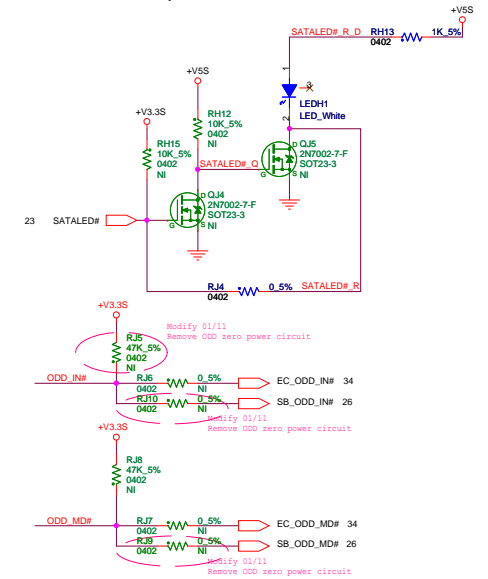 +V5S
SATALED#_R_D RH13 1K_5%
0402
1
3
+V5S
LEDH1
LED_White
2
+V3.3S
RH12
10K_5%
0402
NI
RH15
10K_5%
0402
NI
SATALED#_Q
D QJ5
2N7002-7-F
SOT23-3
G S NI
D QJ4
2N7002-7-F
SOT23-3
G S NI
23 SATALED#
RJ4 0_5% SATALED#_R
0402
+V3.3S
Modify 01/11
Remove ODD zero power circuit
RJ5
47K_5%
0402
NI
ODD_IN# RJ6 0_5% EC_ODD_IN# 34
0402 NI
RJ10 0_5% SB_ODD_IN# 26
0402 NI
Modify 01/11
Remove ODD zero power circuit
+V3.3S
RJ8
47K_5%
0402
NI
ODD_MD# RJ7 0_5% EC_ODD_MD# 34
0402 NI
RJ9 0_5% SB_ODD_MD# 26
0402 NI
Modify 01/11
Remove ODD zero power circuit